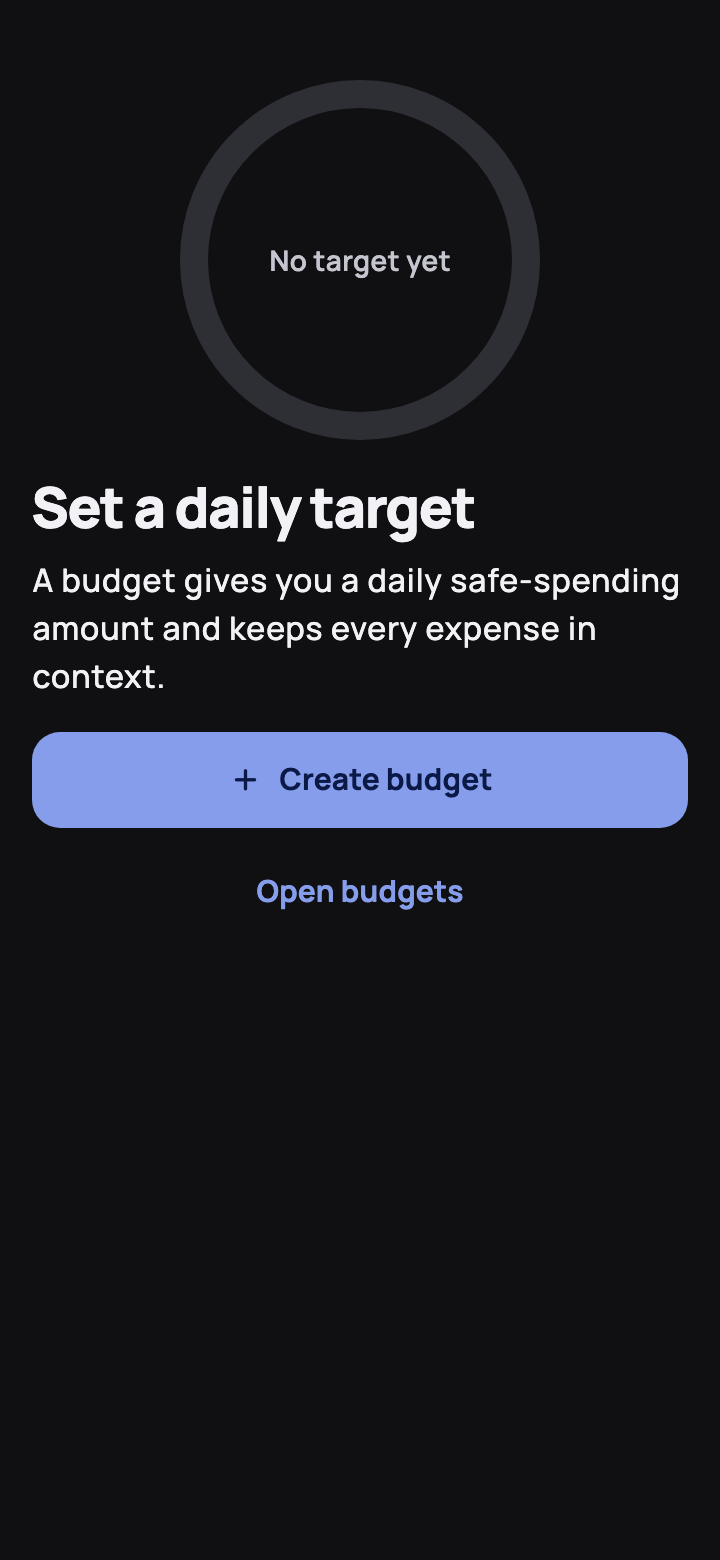 No target yet
Set a daily target
A budget gives you a daily safe-spending
amount and keeps every expense in
context.
Create budget
Open budgets